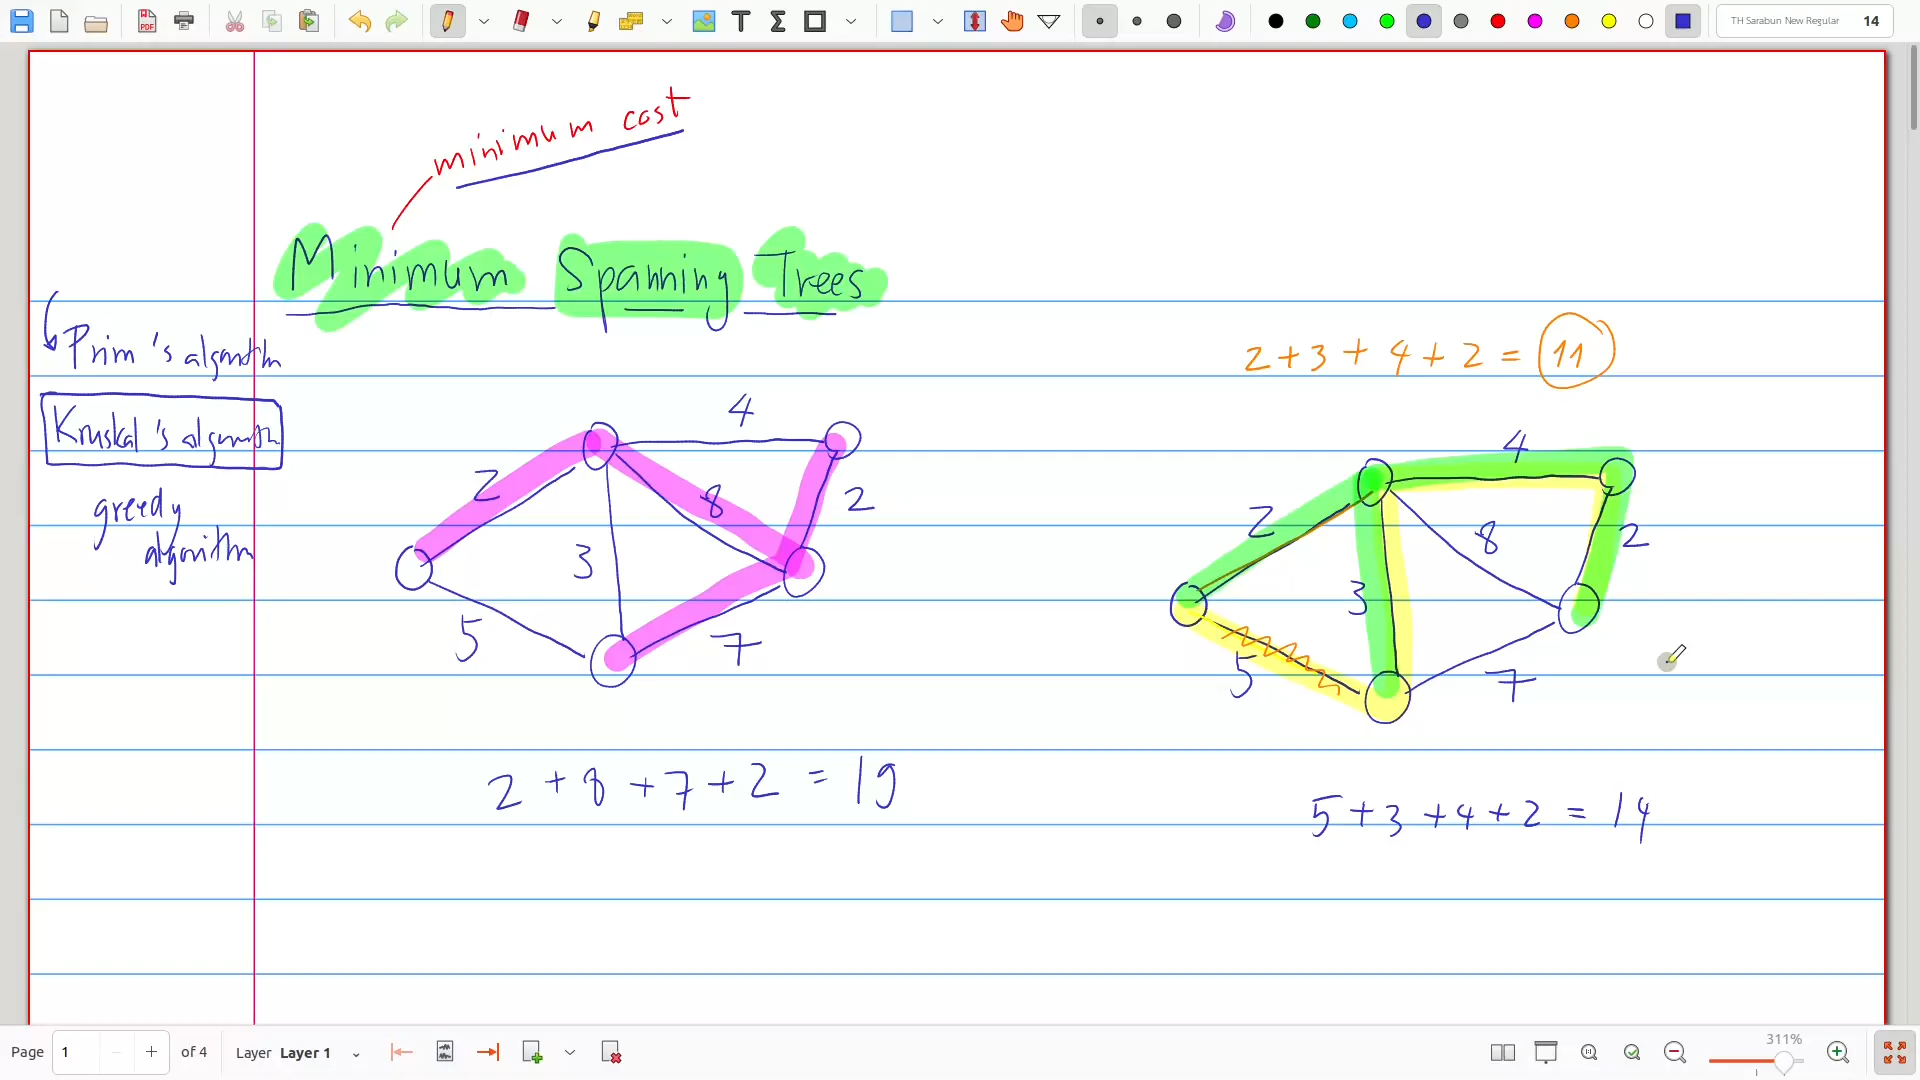 TH Sarabun New Regular 14
minimum cost
Minimum Spanning Trees
Prim's algorithm
Kruskal's algorithm
greedy
algorithm
2+3+4+2 = 11
4
2
8
2
3
5
7
4
2
8
2
3
5
7
2+8+7+2 = 19
5+3+4+2 = 14
Page 1 of 4 Layer Layer 1
311%